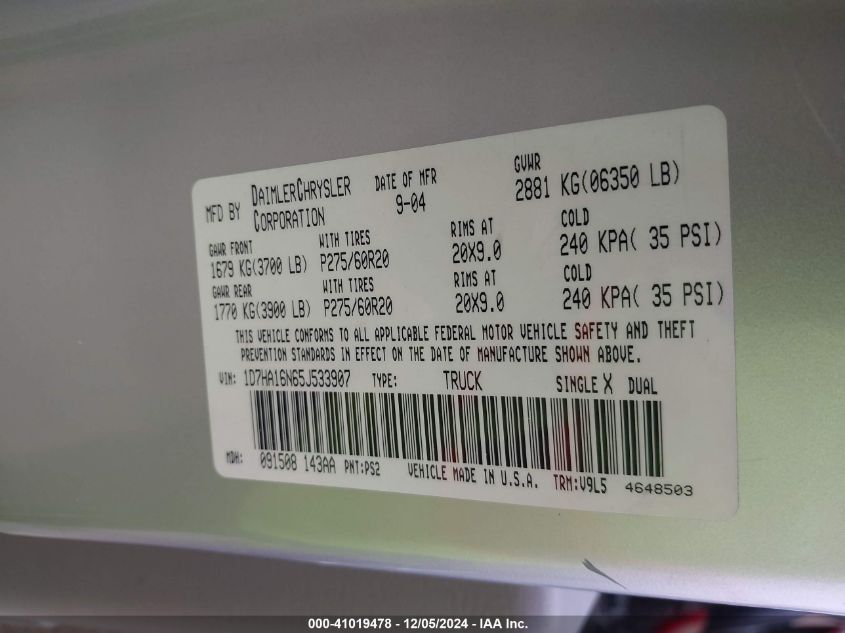 MFD BY DAIMLERCHRYSLER CORPORATION DATE OF MFR 9-04 GVWR 2881 KG(06350 LB)
GAWR FRONT WITH TIRES RIMS AT COLD
1679 KG(3700 LB) P275/60R20 20X9.0 240 KPA( 35 PSI)
GAWR REAR WITH TIRES RIMS AT COLD
1770 KG(3900 LB) P275/60R20 20X9.0 240 KPA( 35 PSI)
THIS VEHICLE CONFORMS TO ALL APPLICABLE FEDERAL MOTOR VEHICLE SAFETY AND THEFT
PREVENTION STANDARDS IN EFFECT ON THE DATE OF MANUFACTURE SHOWN ABOVE.
VIN: 1D7HA16N65J533907 TYPE: TRUCK SINGLE X DUAL
MDH: 091508 143AA PNT:PS2 VEHICLE MADE IN U.S.A. TRM:V9L5 4648503
000-41019478 - 12/05/2024 - IAA Inc.